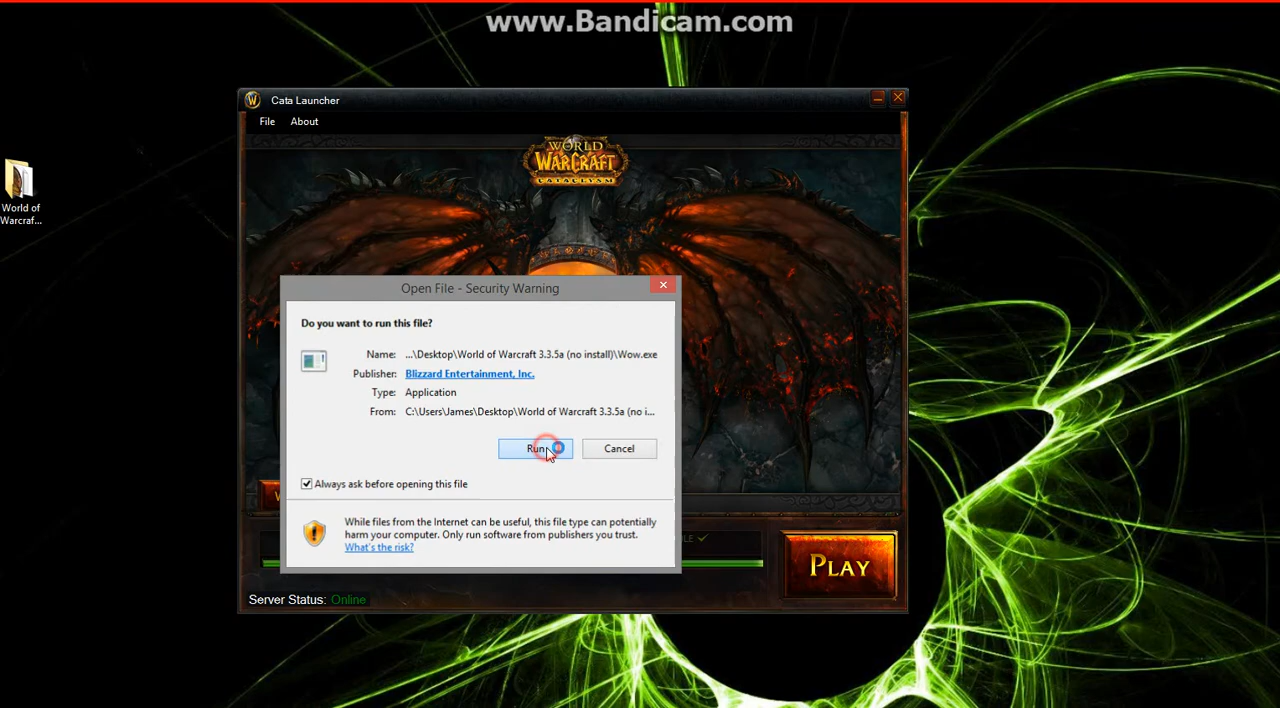 www.Bandicam.com
Cata Launcher
File About
WORLD
WARCRAFT
CATACLYSM
World of
Warcraf...
Open File - Security Warning
Do you want to run this file?
Name: ...\Desktop\World of Warcraft 3.3.5a (no install)\Wow.exe
Publisher: Blizzard Entertainment, Inc.
Type: Application
From: C:\Users\James\Desktop\World of Warcraft 3.3.5a (no i...
Run Cancel
Always ask before opening this file
While files from the Internet can be useful, this file type can potentially
harm your computer. Only run software from publishers you trust.
What's the risk?
PLAY
Server Status: Online